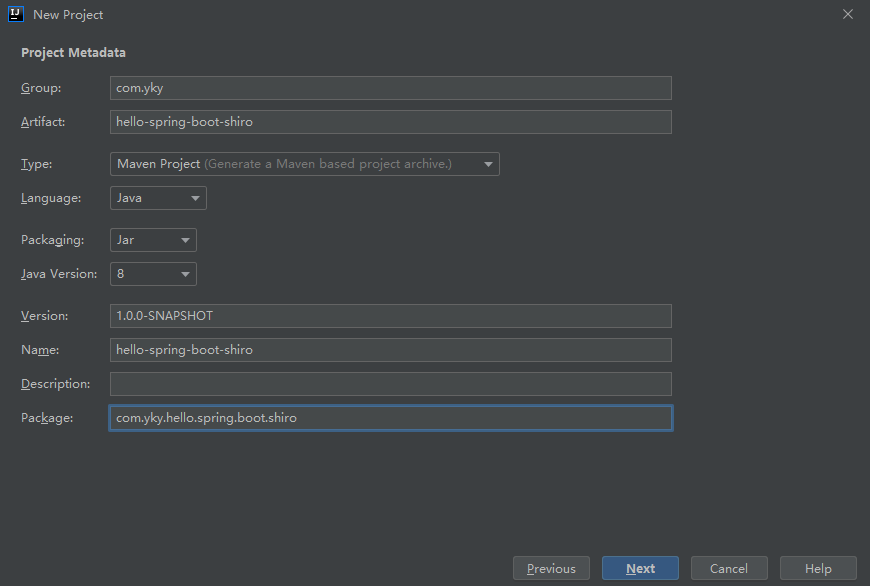 IJ New Project
Project Metadata
Group: com.yky
Artifact: hello-spring-boot-shiro
Type: Maven Project (Generate a Maven based project archive.)
Language: Java
Packaging: Jar
Java Version: 8
Version: 1.0.0-SNAPSHOT
Name: hello-spring-boot-shiro
Description:
Package: com.yky.hello.spring.boot.shiro
Previous Next Cancel Help